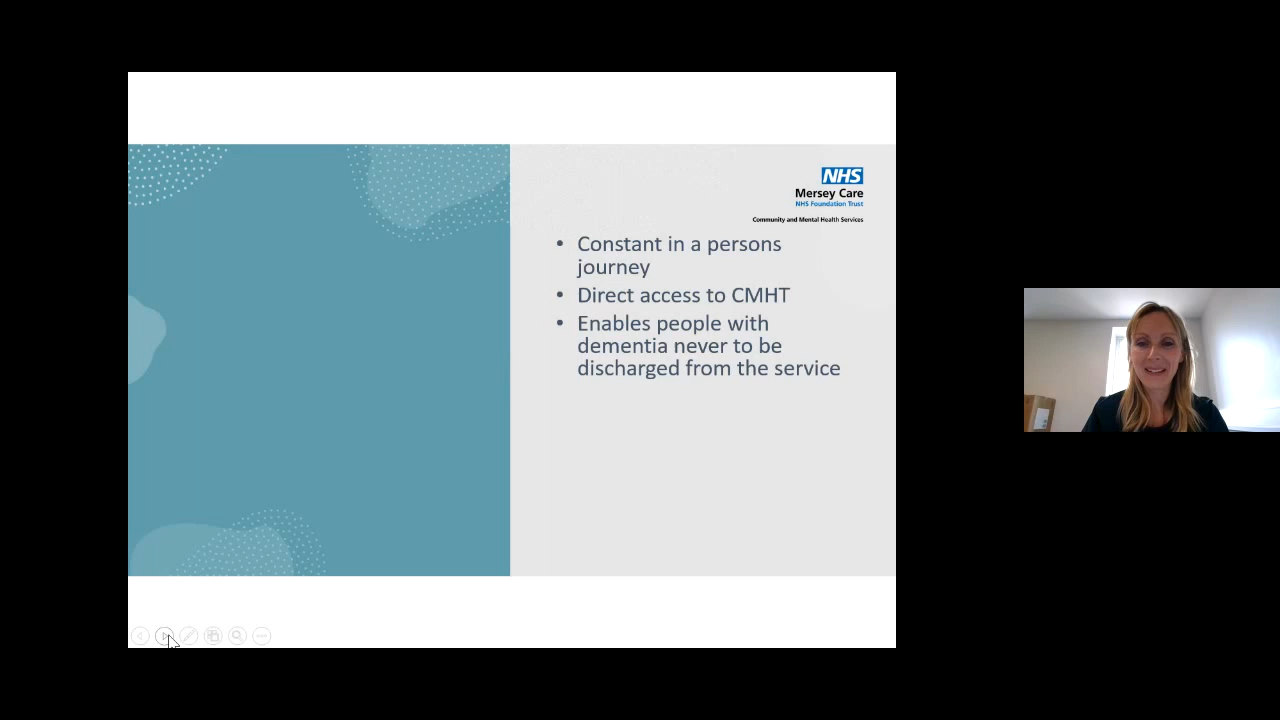 NHS
Mersey Care
NHS Foundation Trust
Community and Mental Health Services
• Constant in a persons
journey
• Direct access to CMHT
• Enables people with
dementia never to be
discharged from the service